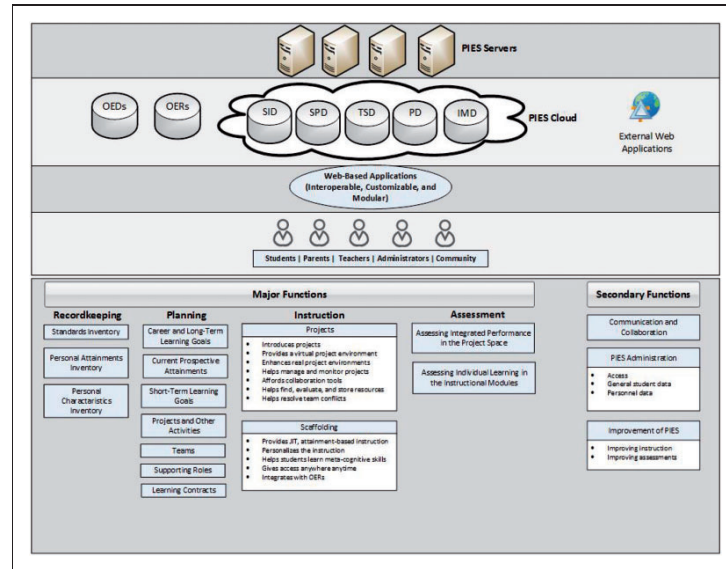 PIES Servers
OEDs
OERs
SID
SPD
TSD
PD
IMD
PIES Cloud
External Web
Applications
Web-Based Applications
(Interoperable, Customizable, and
Modular)
Students | Parents | Teachers | Administrators | Community
Major Functions
Recordkeeping
Standards Inventory
Personal Attainments
Inventory
Personal
Characteristics
Inventory
Planning
Career and Long-Term
Learning Goals
Current Prospective
Attainments
Short-Term Learning
Goals
Projects and Other
Activities
Teams
Supporting Roles
Learning Contracts
Instruction
Projects
• Introduces projects
• Provides a virtual project environment
• Enhances real project environments
• Helps manage and monitor projects
• Affords collaboration tools
• Helps find, evaluate, and store resources
• Helps resolve team conflicts
Scaffolding
• Provides JIT, attainment-based instruction
• Personalizes the instruction
• Helps students learn meta-cognitive skills
• Gives access anywhere anytime
• Integrates with OERs
Assessment
Assessing Integrated Performance
in the Project Space
Assessing Individual Learning in
the Instructional Modules
Secondary Functions
Communication and
Collaboration
PIES Administration
• Access
• General student data
• Personnel data
Improvement of PIES
• Improving instruction
• Improving assessments